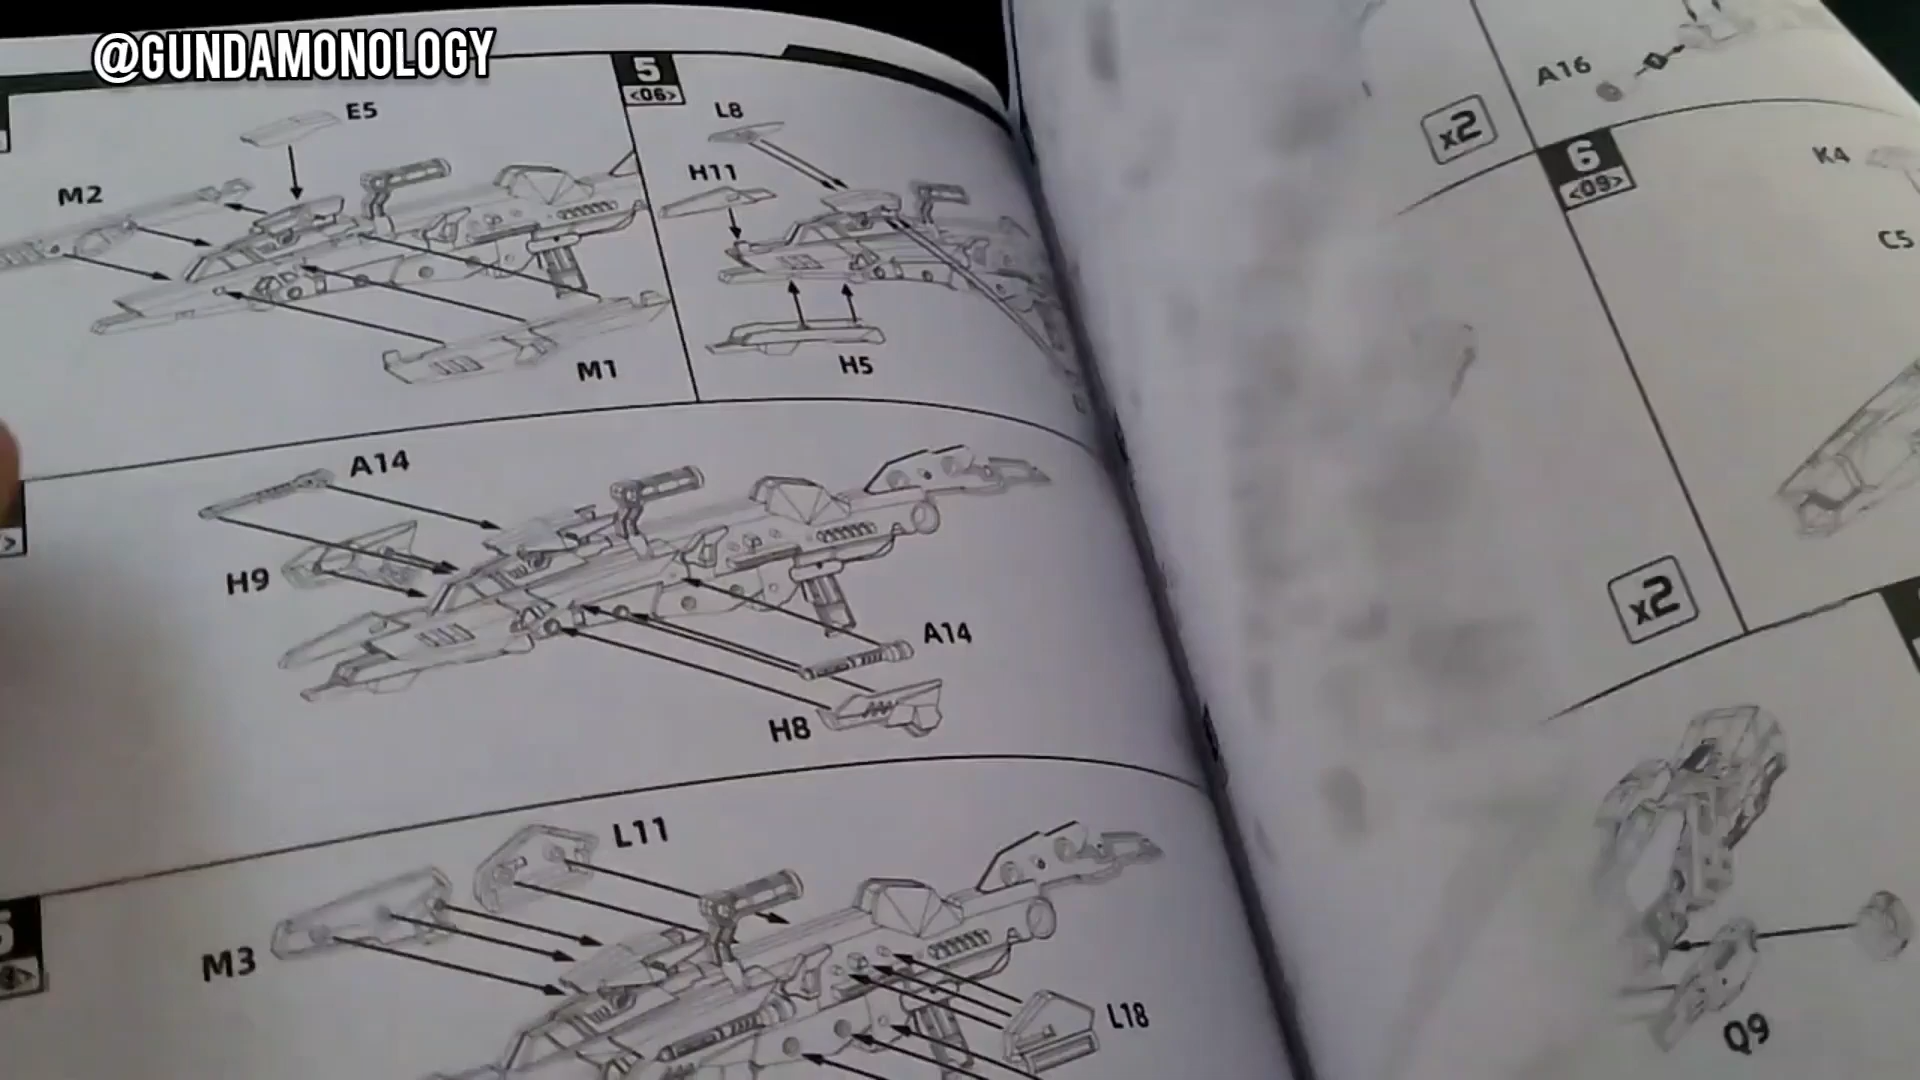 @GUNDAMONOLOGY
E5
M2
M1
5
<06>
L8
H11
H5
A14
H9
A14
H8
L11
M3
L18
A16
x2
6
<09>
K4
C5
x2
Q9